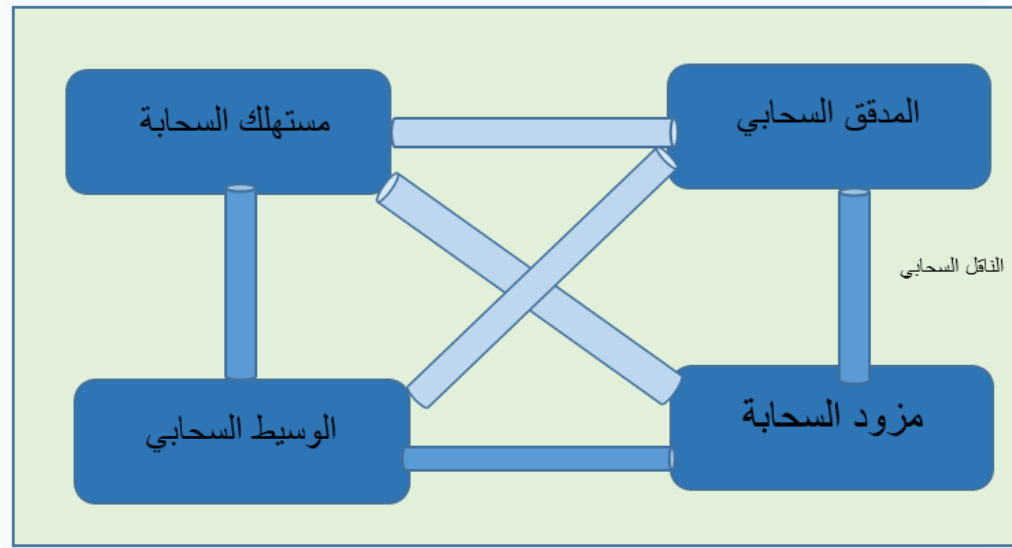 المدقق السحابي
مستهلك السحابة
الناقل السحابي
مزود السحابة
الوسيط السحابي